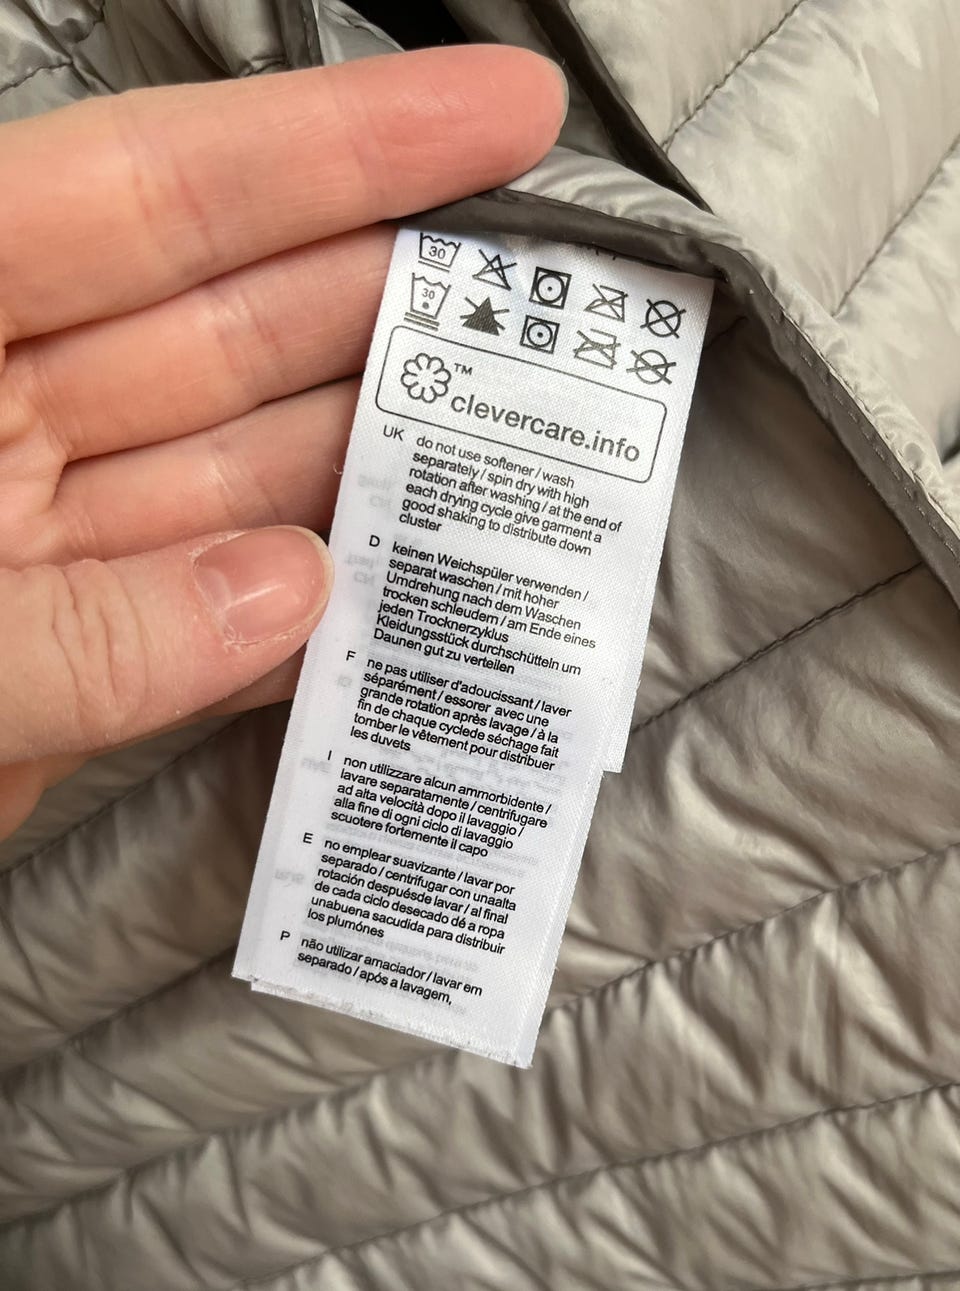 30
30
™
clevercare.info
UK do not use softener / wash
separately / spin dry with high
rotation after washing / at the end of
each drying cycle give garment a
good shaking to distribute down
cluster
D keinen Weichspüler verwenden /
separat waschen / mit hoher
Umdrehung nach dem Waschen
trocken schleudern / am Ende eines
jeden Trocknerzyklus
Kleidungsstück durchschütteln um
Daunen gut zu verteilen
F ne pas utiliser d'adoucissant / laver
séparément / essorer avec une
grande rotation après lavage / à la
fin de chaque cyclede séchage fait
tomber le vêtement pour distribuer
les duvets
I non utilizzare alcun ammorbidente /
lavare separatamente / centrifugare
ad alta velocità dopo il lavaggio /
alla fine di ogni ciclo di lavaggio
scuotere fortemente il capo
E no emplear suavizante / lavar por
separado / centrifugar con unaalta
rotación despuésde lavar / al final
de cada ciclo desecado dé a ropa
unabuena sacudida para distribuir
los plumónes
P não utilizar amaciador / lavar em
separado / após a lavagem,